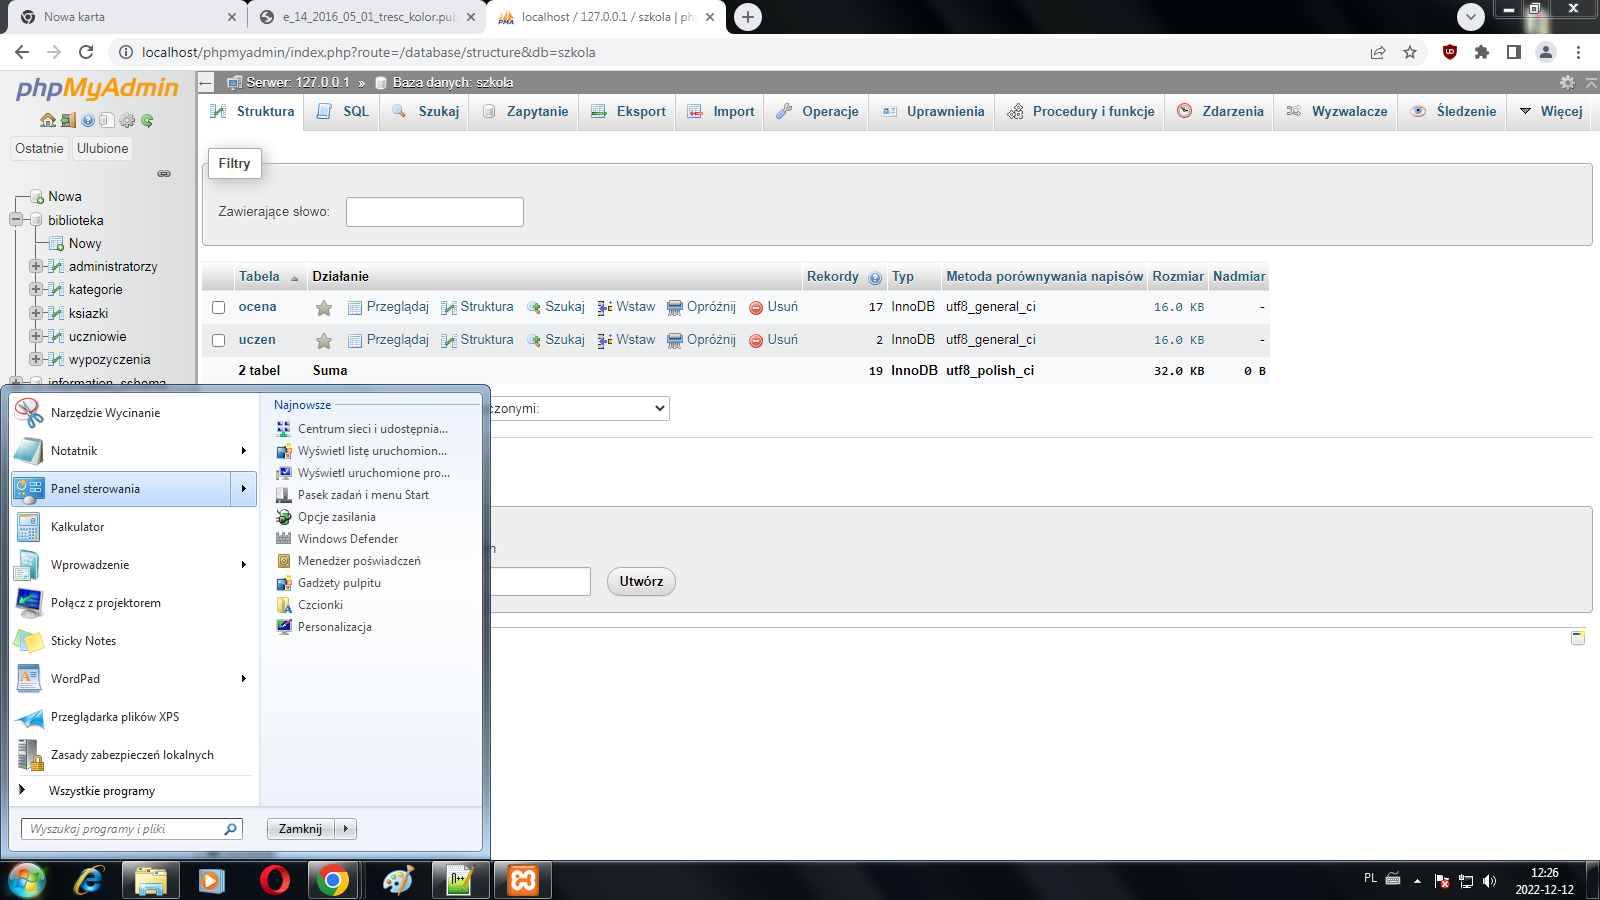 Nowa karta
e_14_2016_05_01_tresc_kolor.pub
localhost / 127.0.0.1 / szkola | ph
localhost/phpmyadmin/index.php?route=/database/structure&db=szkola
phpMyAdmin
Ostatnie
Ulubione
Nowa
biblioteka
Nowy
administratorzy
kategorie
ksiazki
uczniowie
wypozyczenia
information_schema
Serwer: 127.0.0.1 » Baza danych: szkola
Struktura SQL Szukaj Zapytanie Eksport Import Operacje Uprawnienia Procedury i funkcje Zdarzenia Wyzwalacze Śledzenie Więcej
Filtry
Zawierające słowo:
Tabela Działanie Rekordy Typ Metoda porównywania napisów Rozmiar Nadmiar
ocena Przeglądaj Struktura Szukaj Wstaw Opróżnij Usuń 17 InnoDB utf8_general_ci 16.0 KB -
uczen Przeglądaj Struktura Szukaj Wstaw Opróżnij Usuń 2 InnoDB utf8_general_ci 16.0 KB -
2 tabel Suma 19 InnoDB utf8_polish_ci 32.0 KB 0 B
czonymi:
Utwórz
Narzędzie Wycinanie
Notatnik
Panel sterowania
Kalkulator
Wprowadzenie
Połącz z projektorem
Sticky Notes
WordPad
Przeglądarka plików XPS
Zasady zabezpieczeń lokalnych
Wszystkie programy
Wyszukaj programy i pliki
Najnowsze
Centrum sieci i udostępnia...
Wyświetl listę uruchomion...
Wyświetl uruchomione pro...
Pasek zadań i menu Start
Opcje zasilania
Windows Defender
Menedżer poświadczeń
Gadżety pulpitu
Czcionki
Personalizacja
Zamknij
PL
12:26
2022-12-12